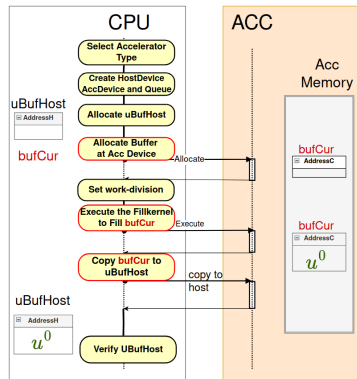 CPU
ACC
Select Accelerator
Type
Create HostDevice
AccDevice and Queue
Acc
Memory
uBufHost
AddressH
Allocate uBufHost
bufCur
Allocate Buffer
at Acc Device
Allocate
bufCur
AddressC
Set work-division
Execute the Fillkernel
to Fill bufCur
Execute
bufCur
AddressC
u⁰
Copy bufCur to
uBufHost
copy to
host
uBufHost
AddressH
u⁰
Verify UBufHost